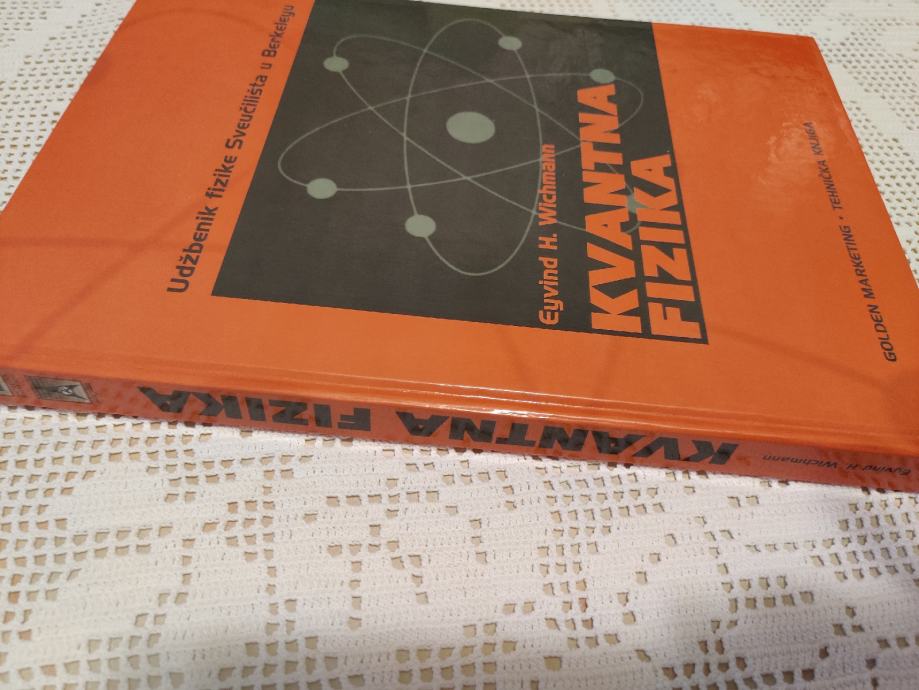 Udžbenik fizike Sveučilišta u Berkeleyu
Eyvind H. Wichmann
KVANTNA
FIZIKA
GOLDEN MARKETING • TEHNIČKA KNJIGA
Eyvind H. Wichmann
KVANTNA FIZIKA